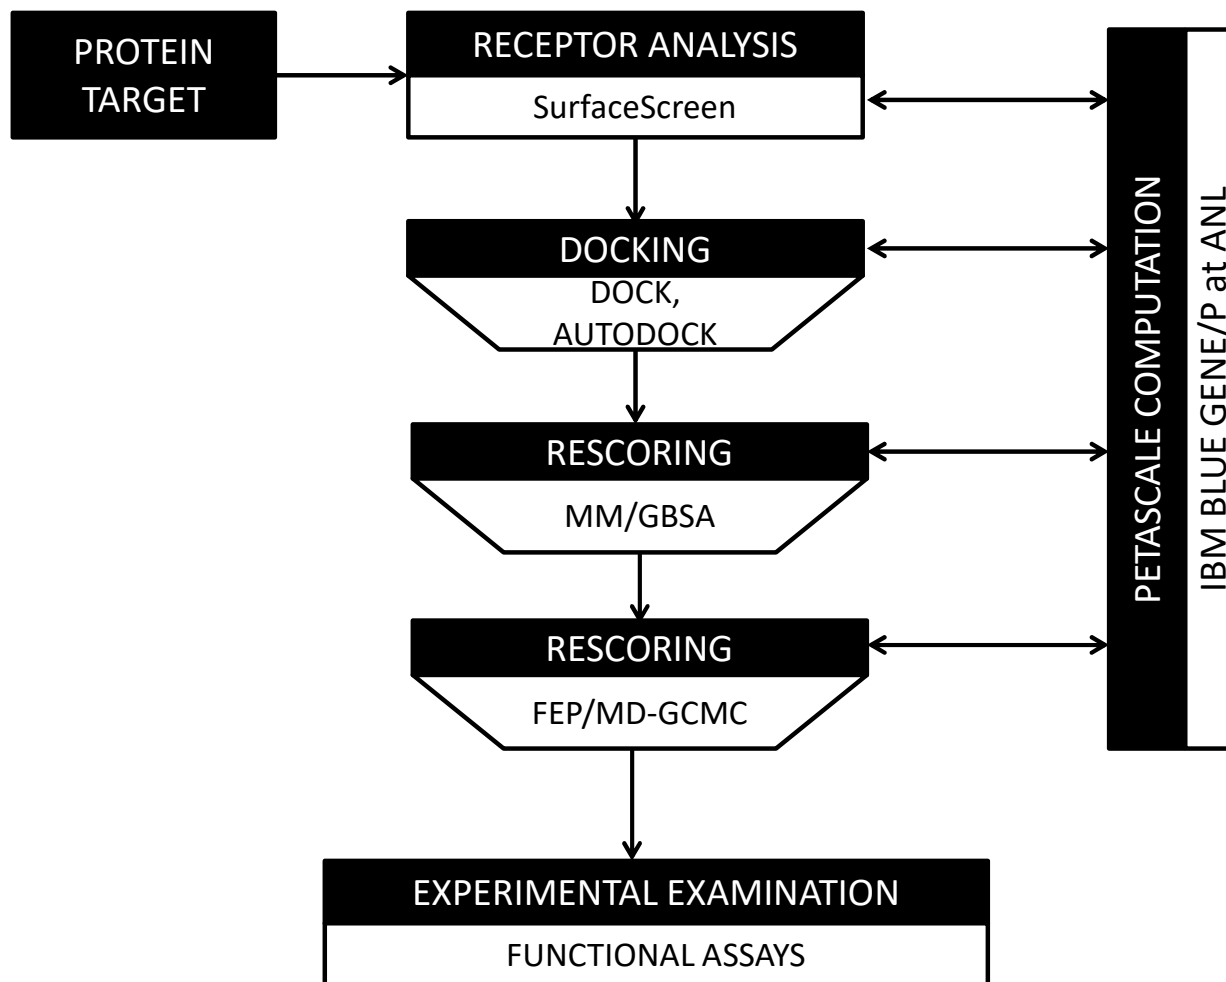 PROTEIN
TARGET
RECEPTOR ANALYSIS
SurfaceScreen
DOCKING
DOCK,
AUTODOCK
RESCORING
MM/GBSA
RESCORING
FEP/MD-GCMC
EXPERIMENTAL EXAMINATION
FUNCTIONAL ASSAYS
PETASCALE COMPUTATION
IBM BLUE GENE/P at ANL